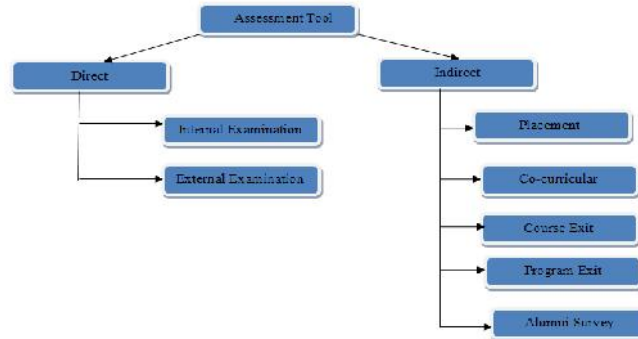 Assessment Tool
Direct
Indirect
Internal Examination
External Examination
Placement
Co-curricular
Course Exit
Program Exit
Alumni Survey